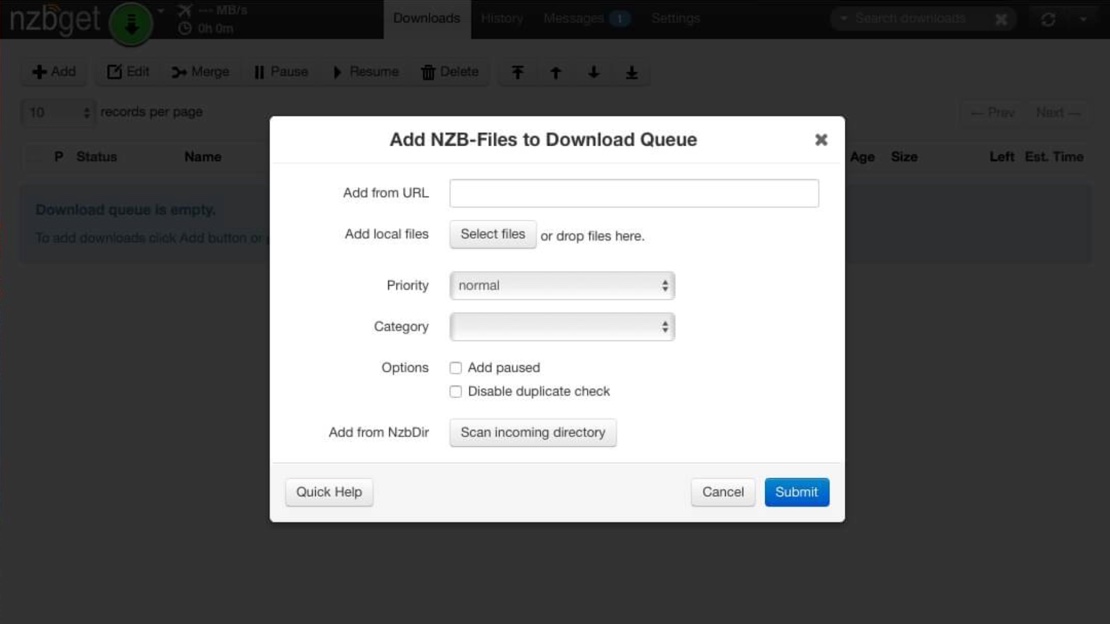 nzbget
--- MB/s
0h 0m
Downloads
History
Messages 1
Settings
Search downloads
Add
Edit
Merge
Pause
Resume
Delete
10 records per page
← Prev
Next →
P Status Name Age Size Left Est. Time
Download queue is empty.
To add downloads click Add button or
Add NZB-Files to Download Queue
Add from URL
Add local files Select files or drop files here.
Priority normal
Category
Options Add paused
Disable duplicate check
Add from NzbDir Scan incoming directory
Quick Help Cancel Submit